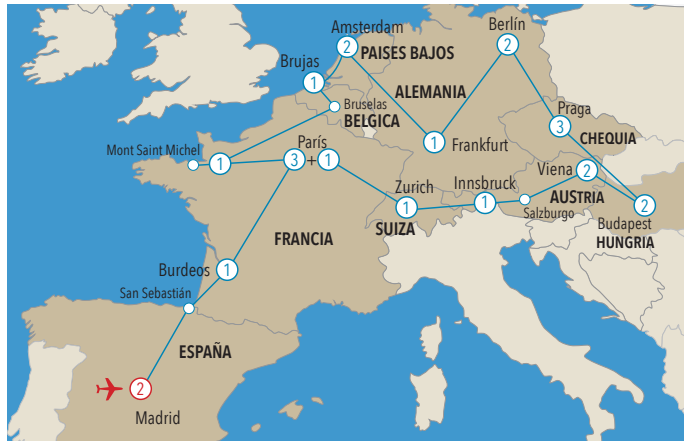 Amsterdam
2
PAISES BAJOS
Berlín
2
Brujas
1
ALEMANIA
Bruselas
BELGICA
1
Frankfurt
Praga
3
CHEQUIA
Mont Saint Michel
1
París
3+1
Viena
2
Zurich
1
Innsbruck
1
Salzburgo
AUSTRIA
2
Budapest
HUNGRIA
SUIZA
FRANCIA
Burdeos
1
San Sebastián
ESPAÑA
2
Madrid